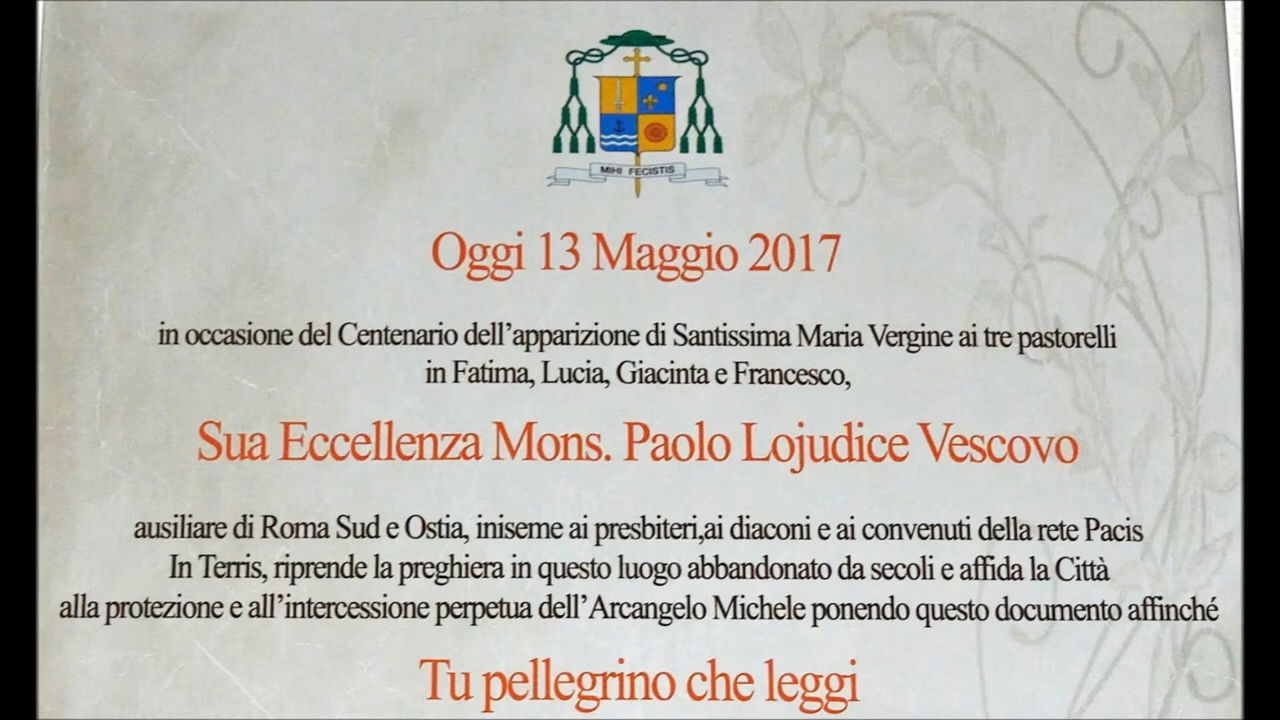 MIHI FECISTIS
Oggi 13 Maggio 2017
in occasione del Centenario dell'apparizione di Santissima Maria Vergine ai tre pastorelli
in Fatima, Lucia, Giacinta e Francesco,
Sua Eccellenza Mons. Paolo Lojudice Vescovo
ausiliare di Roma Sud e Ostia, iniseme ai presbiteri,ai diaconi e ai convenuti della rete Pacis
In Terris, riprende la preghiera in questo luogo abbandonato da secoli e affida la Città
alla protezione e all'intercessione perpetua dell'Arcangelo Michele ponendo questo documento affinché
Tu pellegrino che leggi